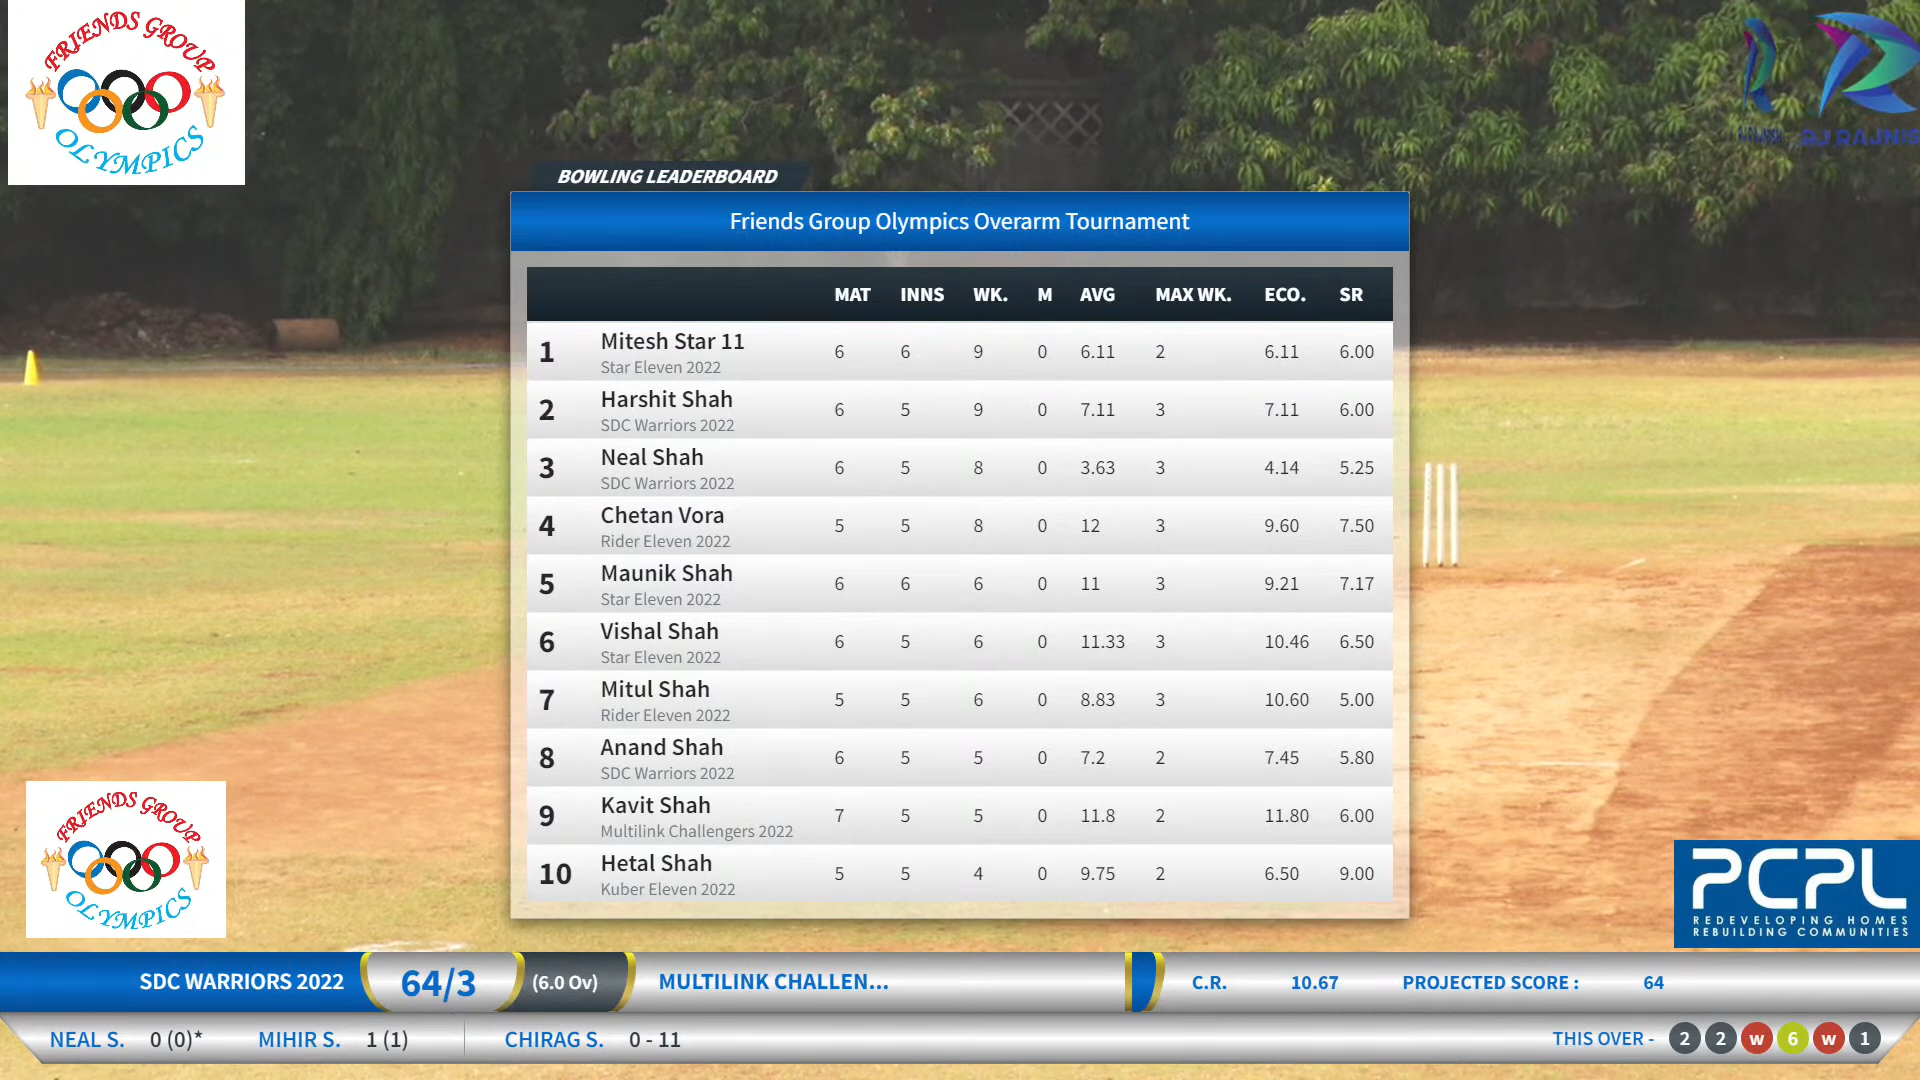 FRIENDS GROUP
OLYMPICS
RJ RAJNIS
BOWLING LEADERBOARD
Friends Group Olympics Overarm Tournament
MAT INNS WK. M AVG MAX WK. ECO. SR
1 Mitesh Star 11 6 6 9 0 6.11 2 6.11 6.00
Star Eleven 2022
2 Harshit Shah 6 5 9 0 7.11 3 7.11 6.00
SDC Warriors 2022
3 Neal Shah 6 5 8 0 3.63 3 4.14 5.25
SDC Warriors 2022
4 Chetan Vora 5 5 8 0 12 3 9.60 7.50
Rider Eleven 2022
5 Maunik Shah 6 6 6 0 11 3 9.21 7.17
Star Eleven 2022
6 Vishal Shah 6 5 6 0 11.33 3 10.46 6.50
Star Eleven 2022
7 Mitul Shah 5 5 6 0 8.83 3 10.60 5.00
Rider Eleven 2022
8 Anand Shah 6 5 5 0 7.2 2 7.45 5.80
SDC Warriors 2022
9 Kavit Shah 7 5 5 0 11.8 2 11.80 6.00
Multilink Challengers 2022
10 Hetal Shah 5 5 4 0 9.75 2 6.50 9.00
Kuber Eleven 2022
FRIENDS GROUP
OLYMPICS
PCPL
REDEVELOPING HOMES
REBUILDING COMMUNITIES
SDC WARRIORS 2022 64/3 (6.0 Ov) MULTILINK CHALLEN... C.R. 10.67 PROJECTED SCORE : 64
NEAL S. 0 (0)* MIHIR S. 1 (1) CHIRAG S. 0 - 11 THIS OVER - 2 2 w 6 w 1